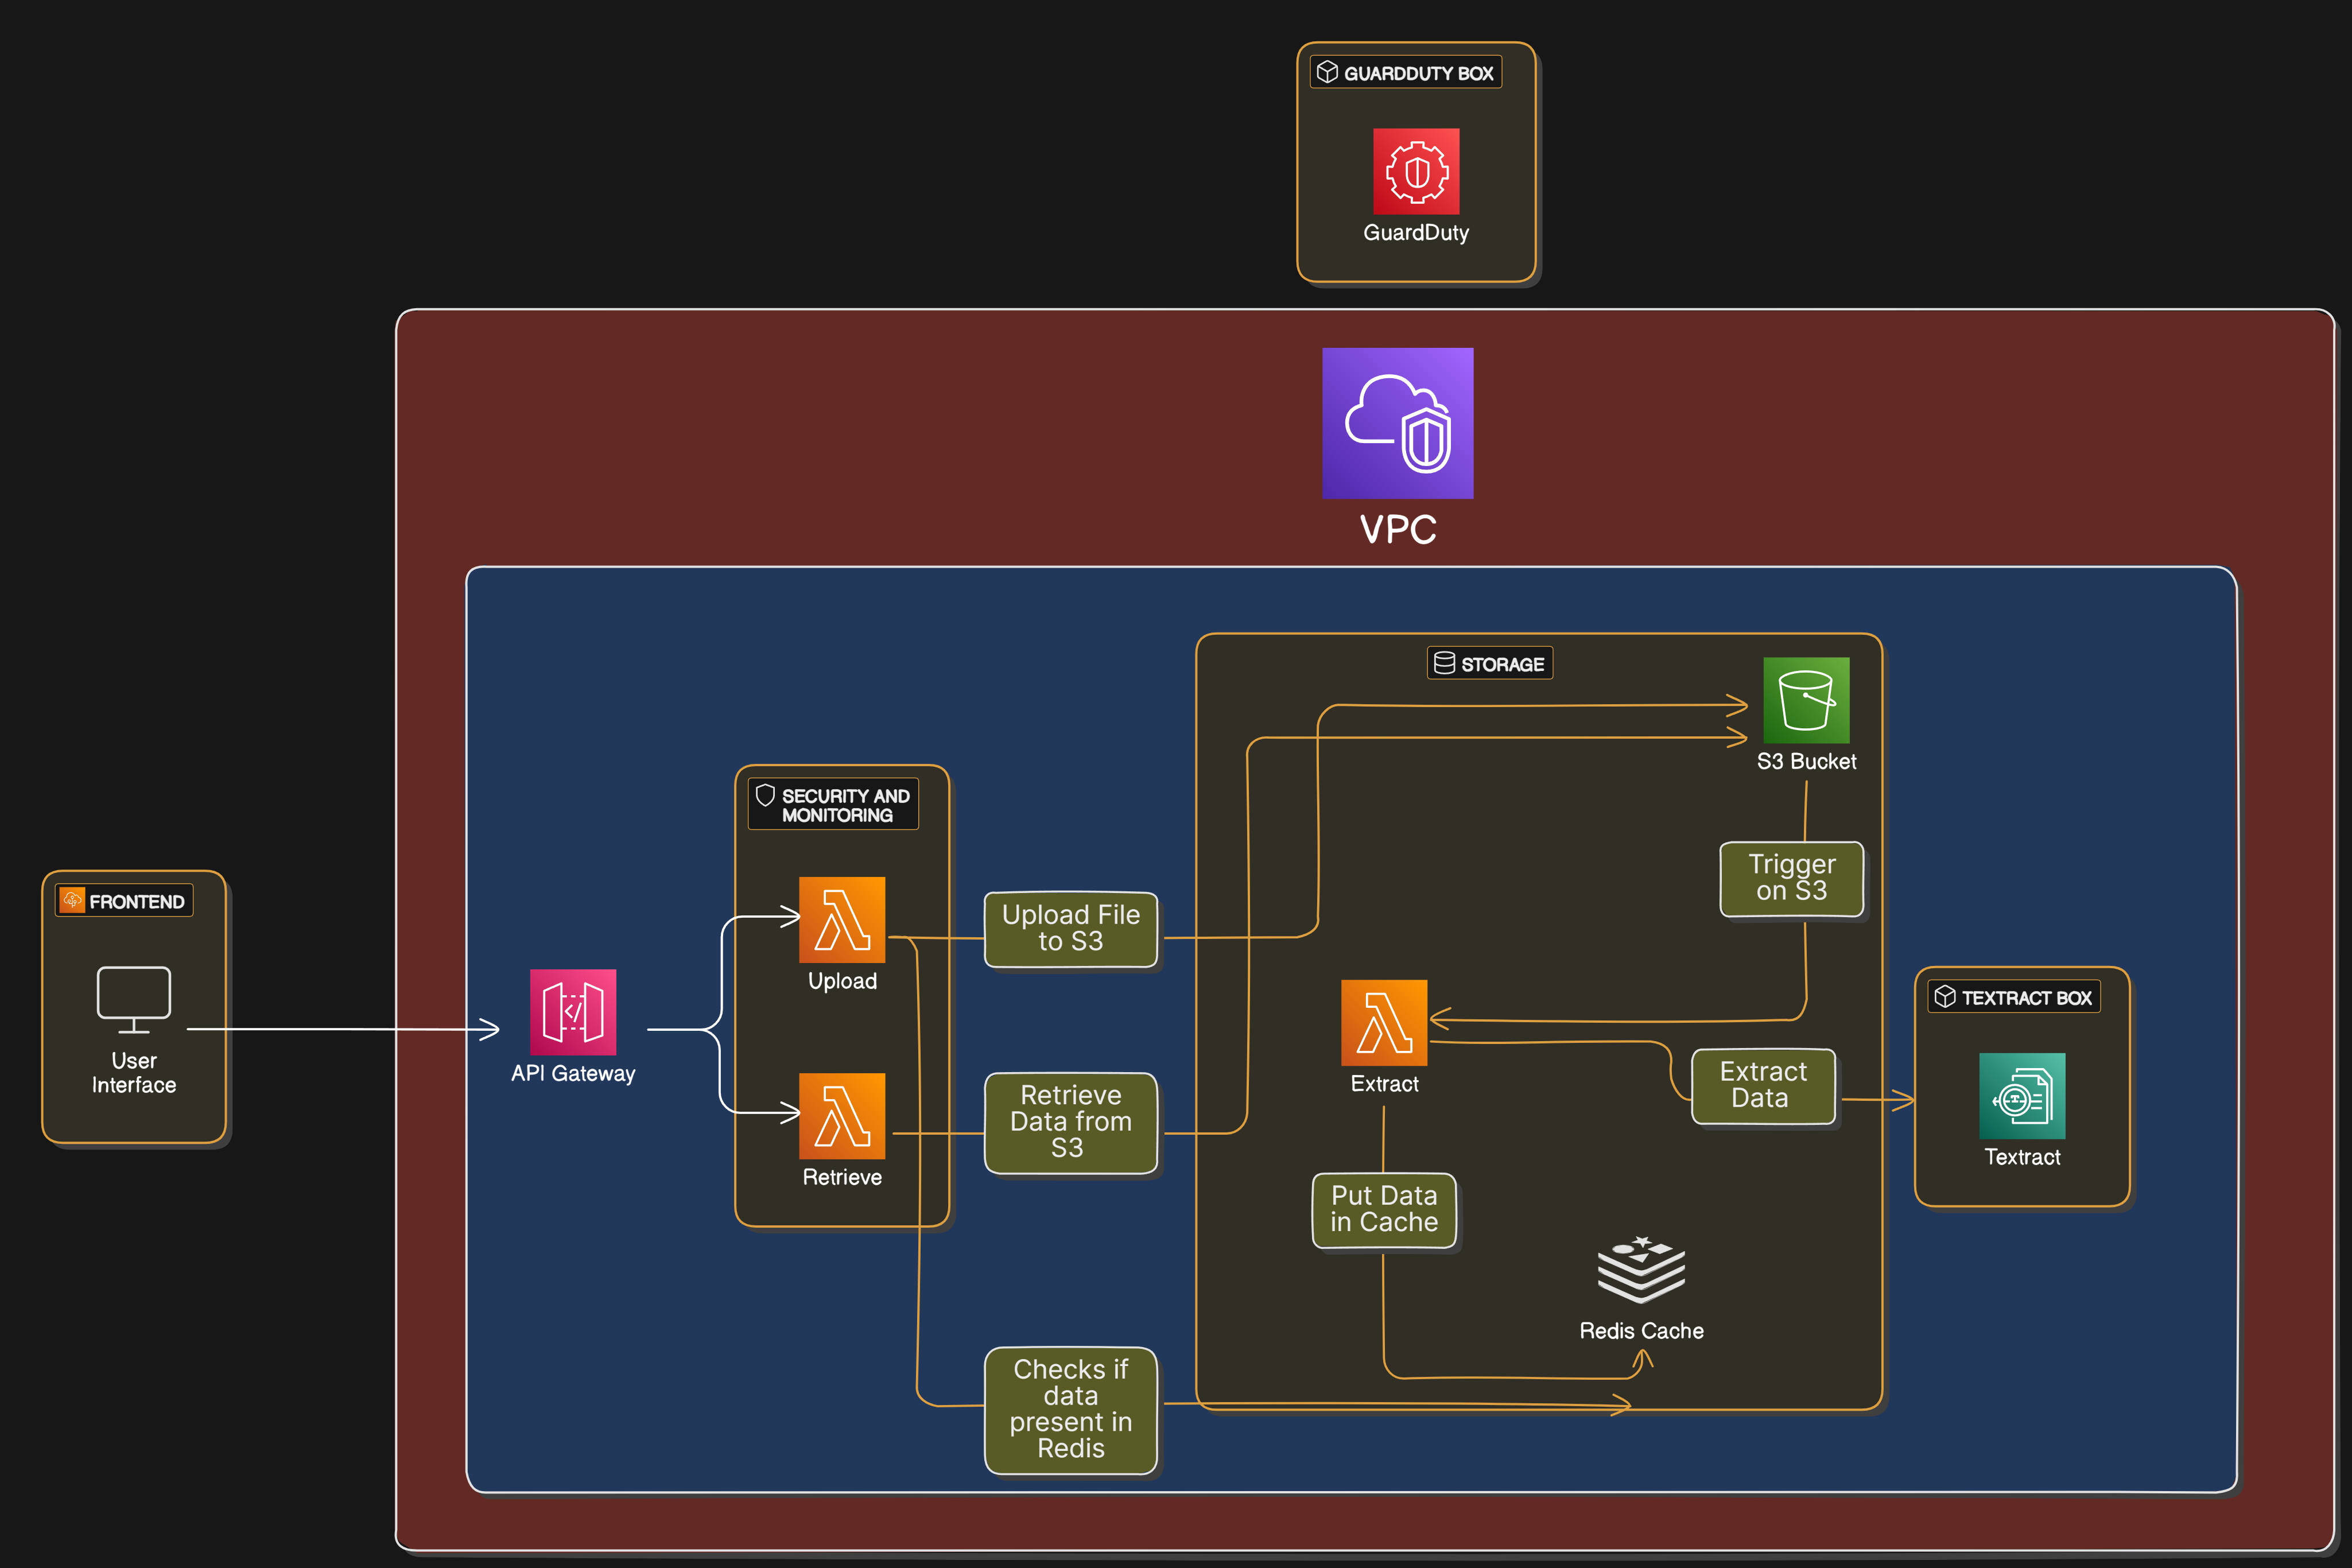 GUARDDUTY BOX
GuardDuty
VPC
STORAGE
S3 Bucket
SECURITY AND
MONITORING
Trigger
on S3
FRONTEND
Upload File
to S3
Upload
User
Interface
API Gateway
Extract
TEXTRACT BOX
Extract
Data
Textract
Retrieve
Data from
S3
Retrieve
Put Data
in Cache
Redis Cache
Checks if
data
present in
Redis